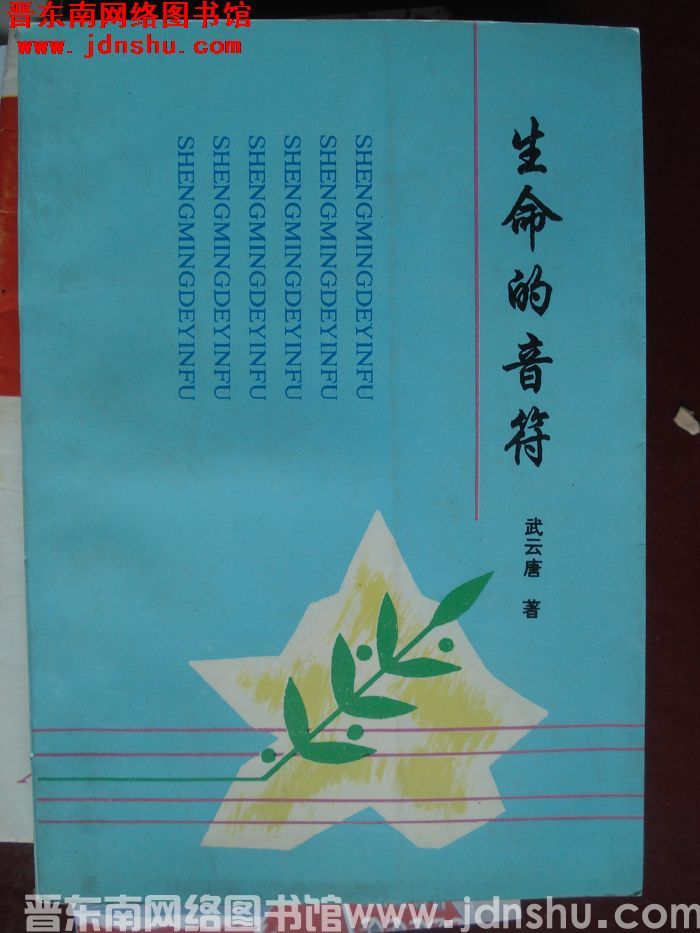 晋东南网络图书馆
www.jdnshu.com
生命的音符
武云唐 著
SHENGMINGDEYINFU
SHENGMINGDEYINFU
SHENGMINGDEYINFU
SHENGMINGDEYINFU
SHENGMINGDEYINFU
SHENGMINGDEYINFU
晋东南网络图书馆www.jdnshu.com